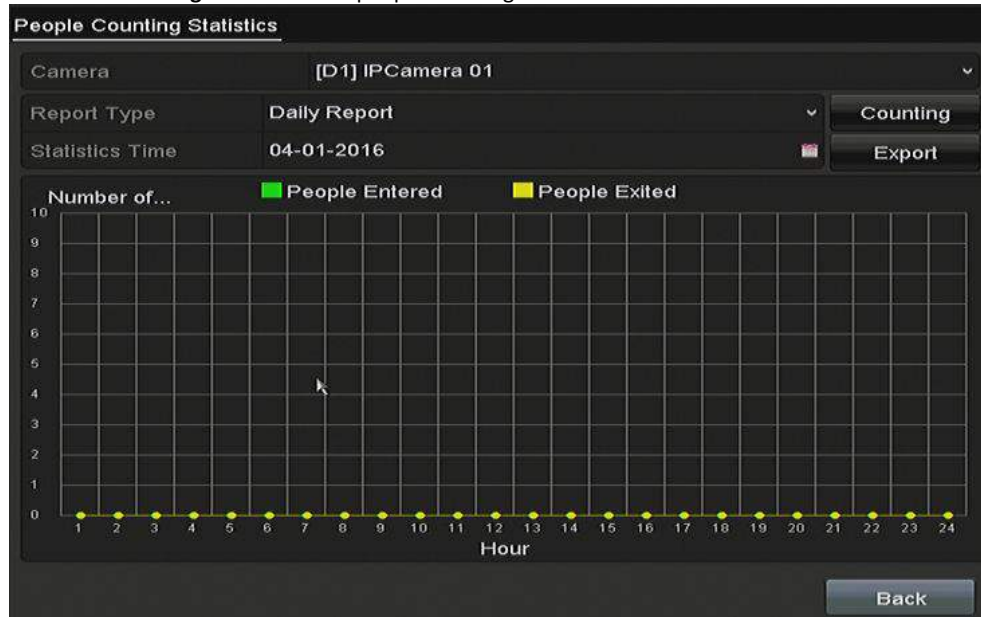 People Counting Statistics
Camera [D1] IPCamera 01
Report Type Daily Report Counting
Statistics Time 04-01-2016 Export
Number of... People Entered People Exited
10
9
8
7
6
5
4
3
2
1
0
1 2 3 4 5 6 7 8 9 10 11 12 13 14 15 16 17 18 19 20 21 22 23 24
Hour
Back